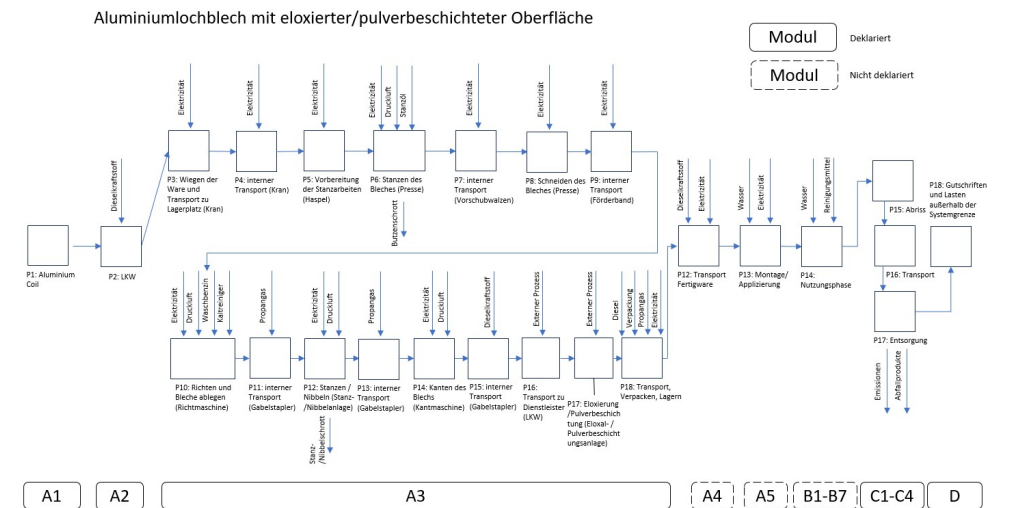 Aluminiumlochblech mit eloxierter/pulverbeschichteter Oberfläche
Modul
Deklariert
Modul
Nicht deklariert
Elektrizität
Elektrizität
Elektrizität
Elektrizität
Druckluft
Stanzöl
Elektrizität
Elektrizität
Elektrizität
P3: Wiegen der
Ware und
Transport zu
Lagerplatz (Kran)
P4: interner
Transport (Kran)
P5: Vorbereitung
der Stanzarbeiten
(Haspel)
P6: Stanzen des
Bleches (Presse)
P7: interner
Transport
(Vorschubwalzen)
P8: Schneiden des
Bleches (Presse)
P9: interner
Transport
(Förderband)
Butzenschrott
Dieselkraftstoff
P1: Aluminium
Coil
P2: LKW
Elektrizität
Druckluft
Waschbenzin
Kaltreiniger
Propangas
Elektrizität
Druckluft
Propangas
Elektrizität
Druckluft
Dieselkraftstoff
Externer Prozess
Externer Prozess
Diesel
Verpackung
Propangas
Elektrizität
P10: Richten und
Bleche ablegen
(Richtmaschine)
P11: interner
Transport
(Gabelstapler)
P12: Stanzen /
Nibbeln (Stanz-
/Nibbelanlage)
P13: interner
Transport
(Gabelstapler)
P14: Kanten des
Blechs
(Kantmaschine)
P15: interner
Transport
(Gabelstapler)
P16:
Transport zu
Dienstleister
(LKW)
P17: Eloxierung
/Pulverbeschich
tung (Eloxal- /
Pulverbeschicht
ungsanlage)
P18: Transport,
Verpacken, Lagern
Stanz-
/Nibbelschrott
Dieselkraftstoff
Elektrizität
Wasser
Elektrizität
Wasser
Reinigungsmittel
P12: Transport
Fertigware
P13: Montage/
Applizierung
P14:
Nutzungsphase
P15: Abriss
P16: Transport
P17: Entsorgung
P18: Gutschriften
und Lasten
außerhalb der
Systemgrenze
Emissionen
Abfallprodukte
A1
A2
A3
A4
A5
B1-B7
C1-C4
D